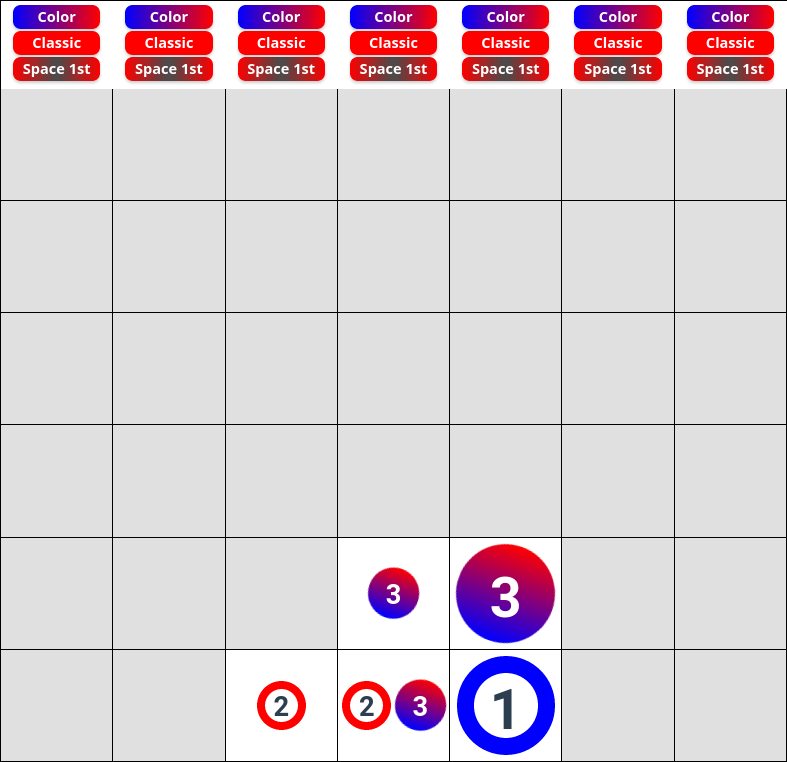 Color Color Color Color Color Color Color
Classic Classic Classic Classic Classic Classic Classic
Space 1st Space 1st Space 1st Space 1st Space 1st Space 1st Space 1st
3 3
2 2 3 1